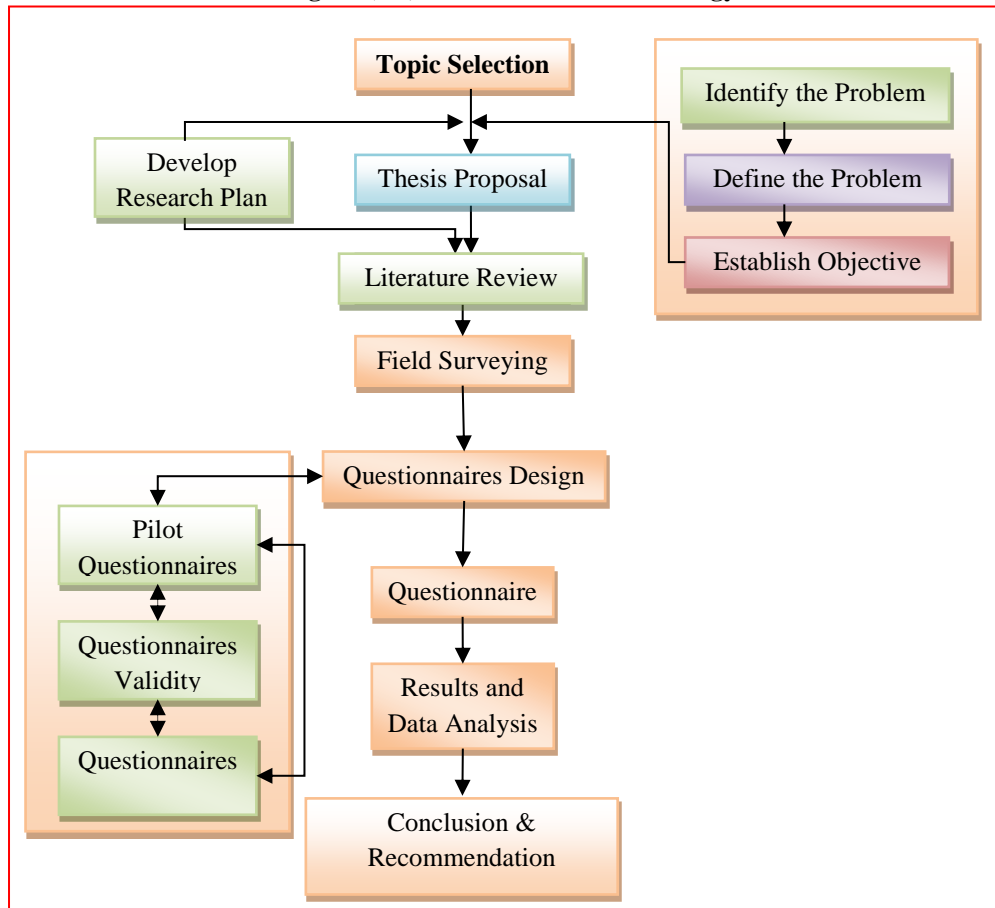 Topic Selection
Identify the Problem
Develop
Research Plan
Thesis Proposal
Define the Problem
Literature Review
Establish Objective
Field Surveying
Questionnaires Design
Pilot
Questionnaires
Questionnaire
Questionnaires
Validity
Results and
Data Analysis
Questionnaires
Conclusion &
Recommendation